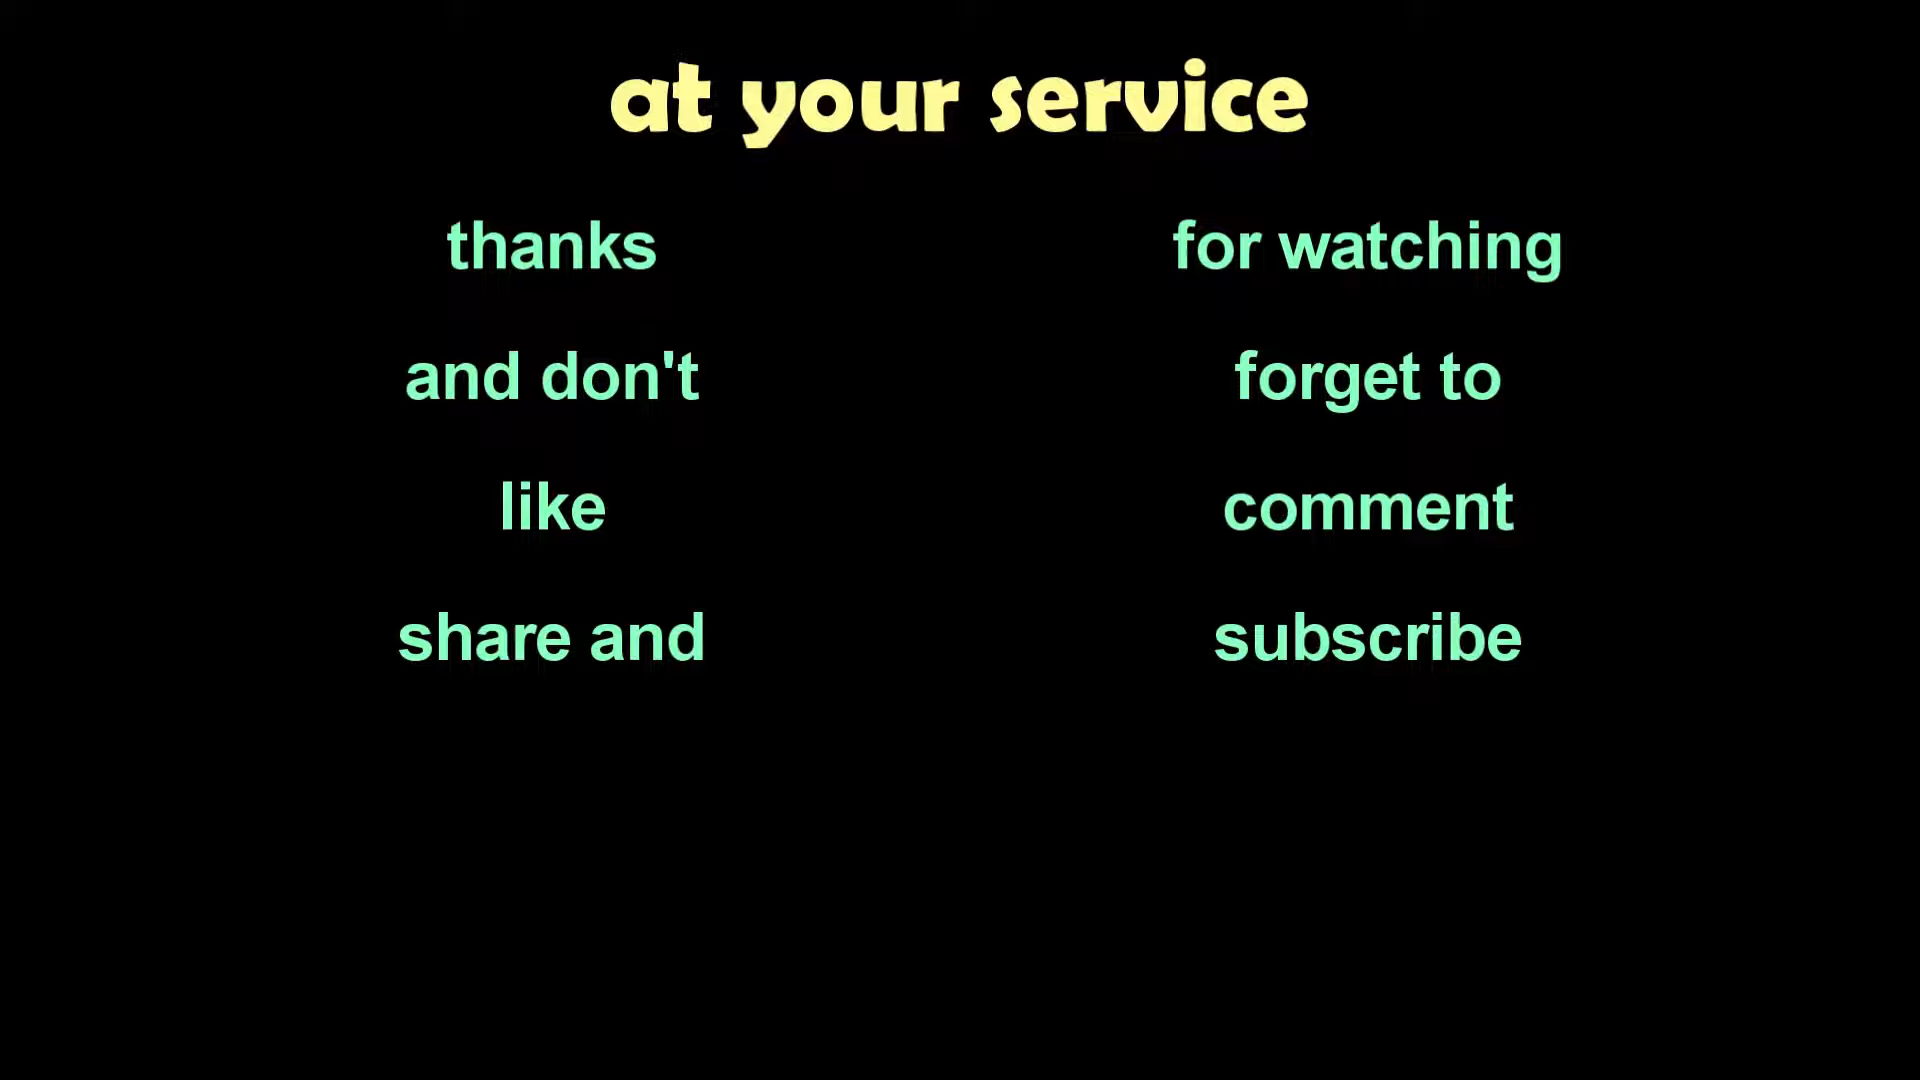 at your service
thanks for watching
and don't forget to
like comment
share and subscribe